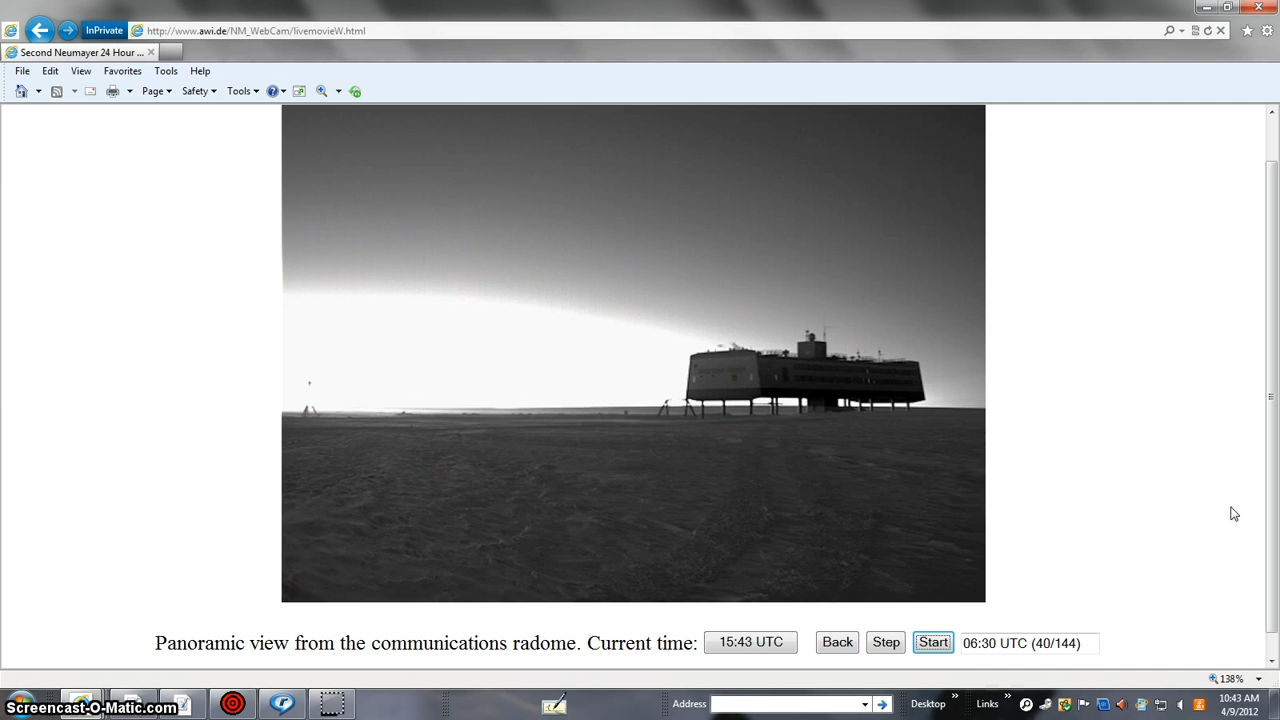 InPrivate
http://www.awi.de/NM_WebCam/livemovieW.html
Second Neumayer 24 Hour ...
File Edit View Favorites Tools Help
Page Safety Tools
Panoramic view from the communications radome. Current time: 15:43 UTC Back Step Start 06:30 UTC (40/144)
138%
Screencast-O-Matic.com
Address Desktop Links
10:43 AM
4/9/2012